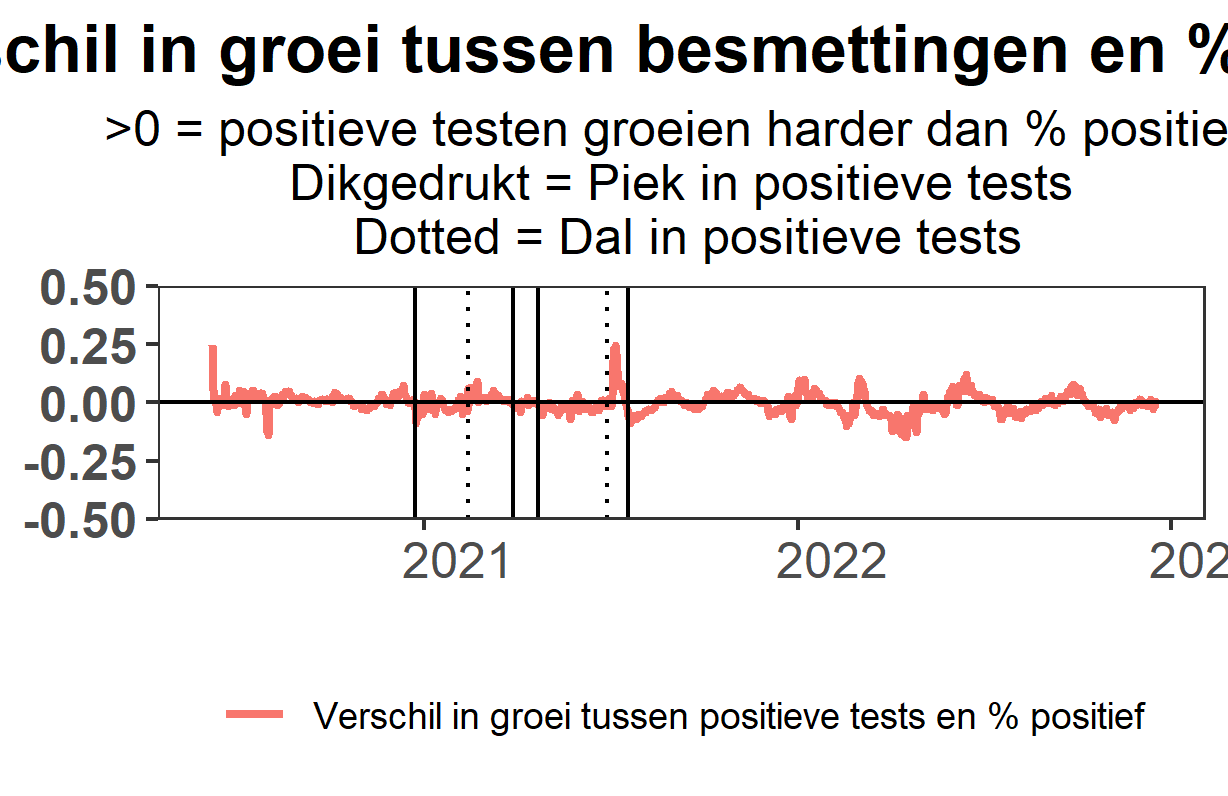 schil in groei tussen besmettingen en %
>0 = positieve testen groeien harder dan % positie
Dikgedrukt = Piek in positieve tests
Dotted = Dal in positieve tests
0.50
0.25
0.00
-0.25
-0.50
2021
2022
202
Verschil in groei tussen positieve tests en % positief